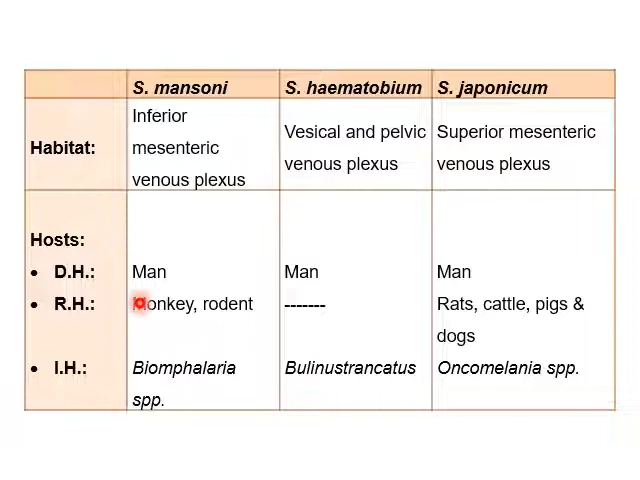 S. mansoni S. haematobium S. japonicum
Habitat: Inferior mesenteric venous plexus Vesical and pelvic venous plexus Superior mesenteric venous plexus
Hosts:
• D.H.: Man Man Man
• R.H.: Monkey, rodent ------- Rats, cattle, pigs & dogs
• I.H.: Biomphalaria spp. Bulinustrancatus Oncomelania spp.